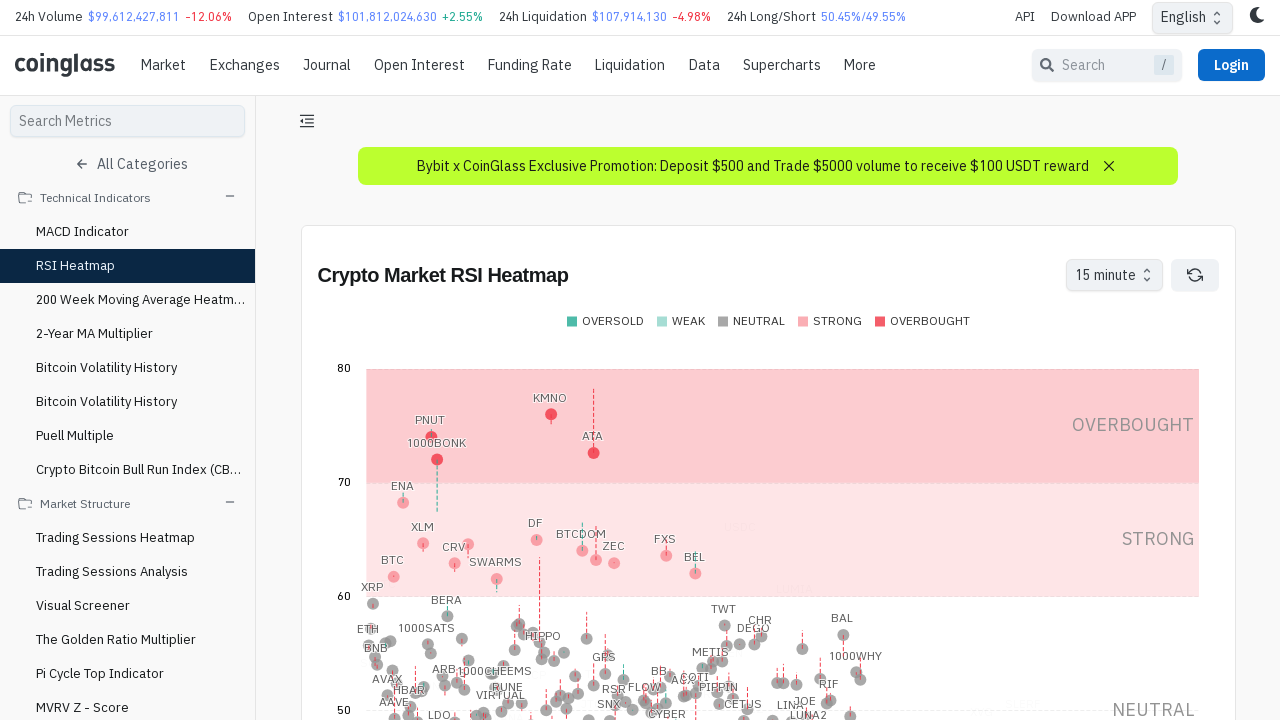 24h Volume $99,612,427,811 -12.06% Open Interest $101,812,024,630 +2.55% 24h Liquidation $107,914,130 -4.98% 24h Long/Short 50.45%/49.55% API Download APP English
coinglass Market Exchanges Journal Open Interest Funding Rate Liquidation Data Supercharts More Search / Login
Search Metrics
All Categories
Technical Indicators
MACD Indicator
RSI Heatmap
200 Week Moving Average Heatm...
2-Year MA Multiplier
Bitcoin Volatility History
Bitcoin Volatility History
Puell Multiple
Crypto Bitcoin Bull Run Index (CB...
Market Structure
Trading Sessions Heatmap
Trading Sessions Analysis
Visual Screener
The Golden Ratio Multiplier
Pi Cycle Top Indicator
MVRV Z - Score
Bybit x CoinGlass Exclusive Promotion: Deposit $500 and Trade $5000 volume to receive $100 USDT reward
Crypto Market RSI Heatmap 15 minute
OVERSOLD WEAK NEUTRAL STRONG OVERBOUGHT
80
KMNO
PNUT OVERBOUGHT
1000BONK ATA
70
ENA
XLM DF
BTCDOM FXS STRONG
CRV ZEC
BTC SWARMS BEL
60
XRP
BERA TWT
ETH 1000SATS HIPPO DEGO CHR BAL
BNB GPS METIS 1000WHY
AVAX ARB 1000CHEEMS BB COTI
HBAR RUNE RSR FLOW PIPPIN RIF
AAVE VIRTUAL SNX CETUS LINA JOE
LDO CYBER LUNA2
50 NEUTRAL